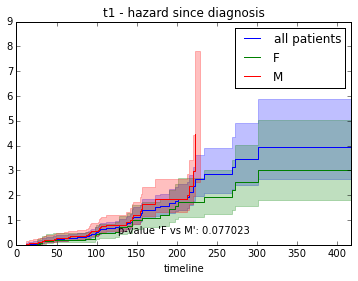 t1 - hazard since diagnosis
9
8
7
6
5
4
3
2
1
0
all patients
F
M
p-value 'F vs M': 0.077023
0 50 100 150 200 250 300 350 400
timeline